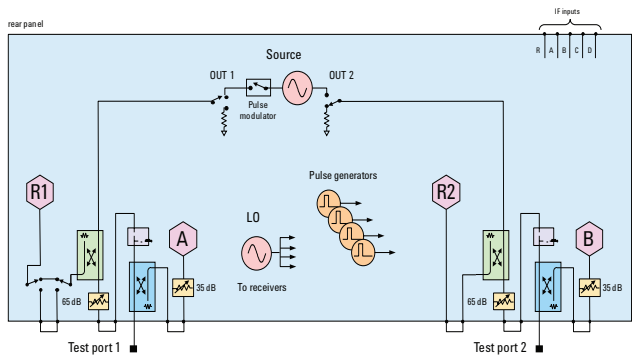 IF inputs
rear panel
R A B C D
Source
OUT 1
OUT 2
Pulse
modulator
Pulse generators
R1
R2
LO
A
B
65 dB
35 dB
To receivers
65 dB
35 dB
Test port 1
Test port 2